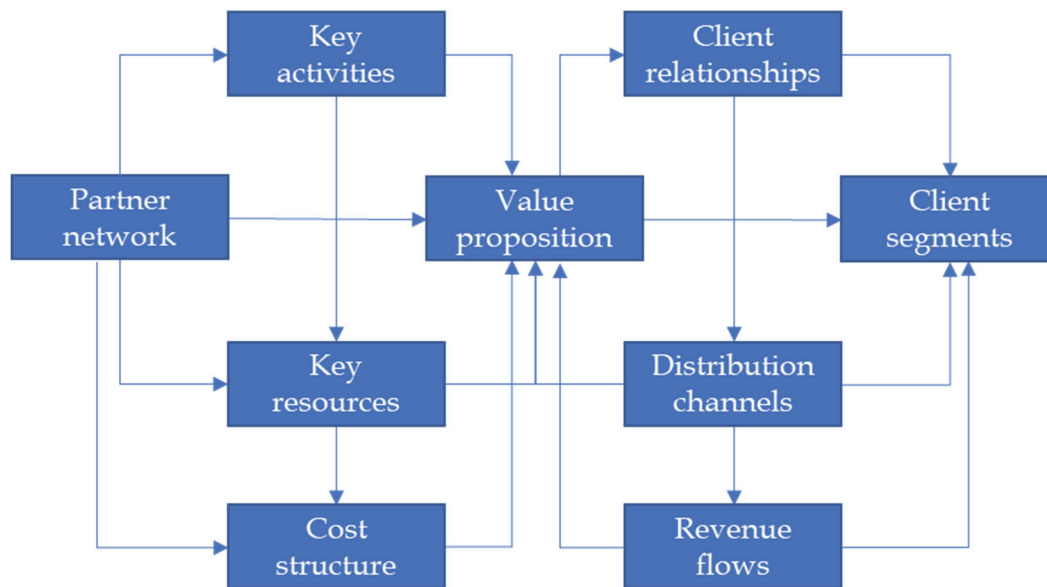 Key
activities
Client
relationships
Partner
network
Value
proposition
Client
segments
Key
resources
Distribution
channels
Cost
structure
Revenue
flows